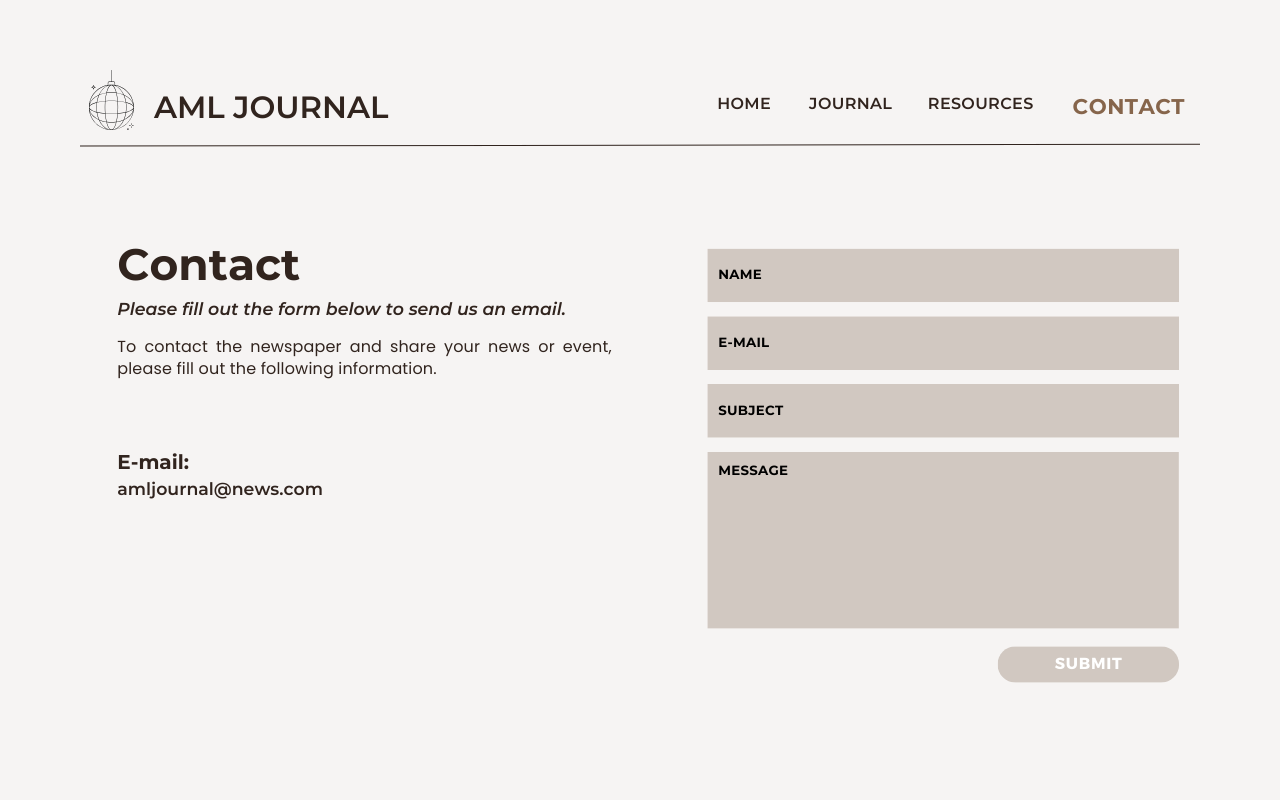 AML JOURNAL
HOME
JOURNAL
RESOURCES
CONTACT
Contact
Please fill out the form below to send us an email.
To contact the newspaper and share your news or event,
please fill out the following information.
E-mail:
amljournal@news.com
NAME
E-MAIL
SUBJECT
MESSAGE
SUBMIT